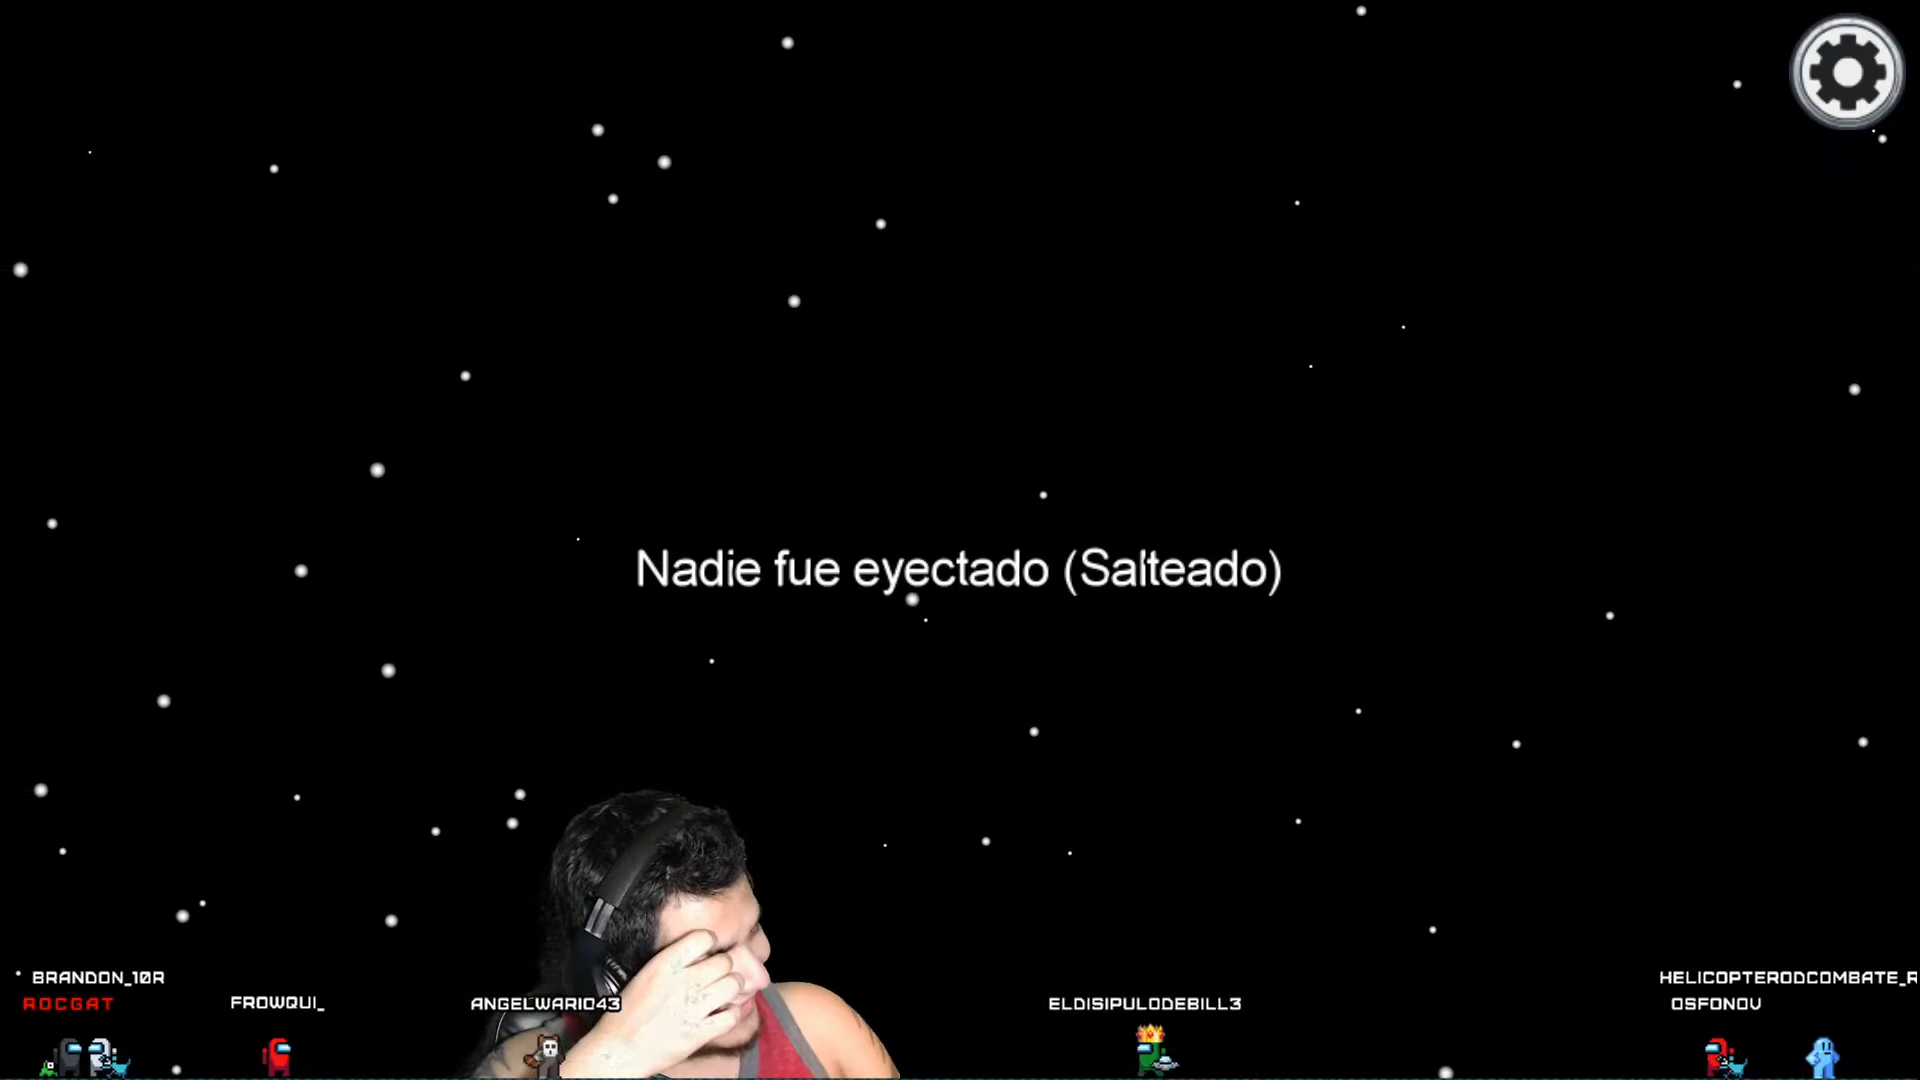 Nadie fue eyectado (Salteado)
BRANDON_10R
ROCGAT
FROWQUI_
ANGELWARIO43
ELDISIPULODEBILL3
HELICOPTERODCOMBATE_R
OSFONOV